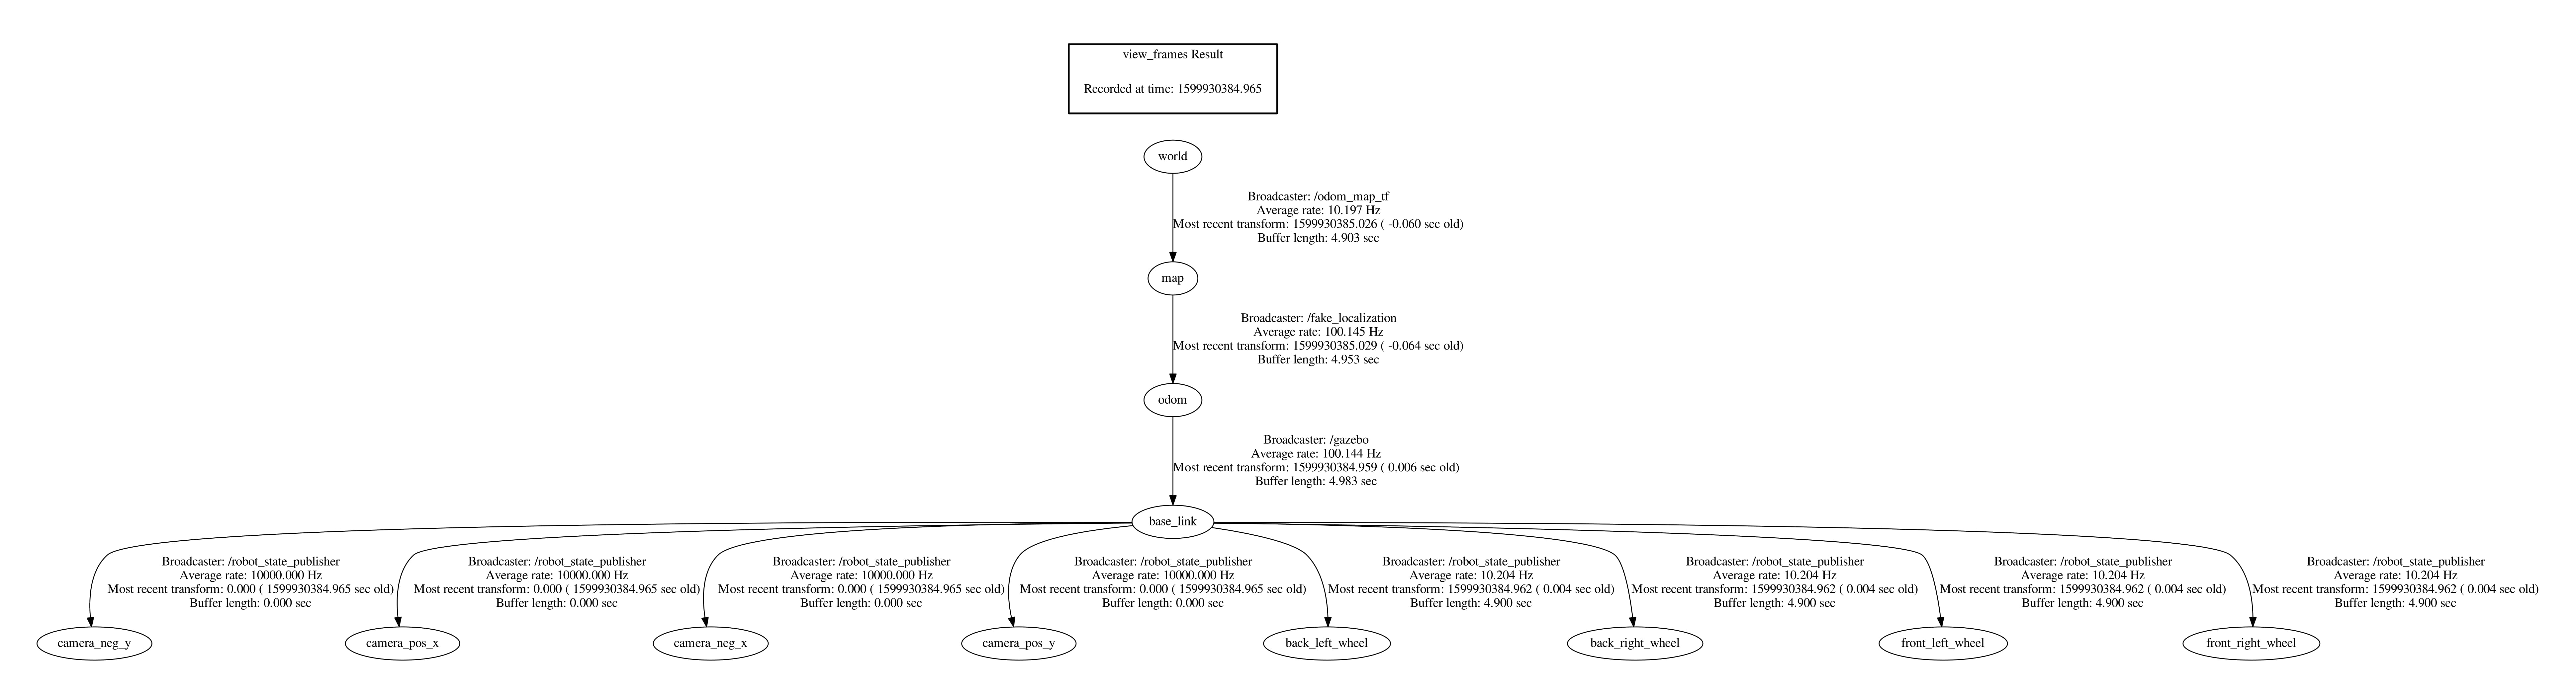 view_frames Result
Recorded at time: 1599930384.965
world
Broadcaster: /odom_map_tf
Average rate: 10.197 Hz
Most recent transform: 1599930385.026 ( -0.060 sec old)
Buffer length: 4.903 sec
map
Broadcaster: /fake_localization
Average rate: 100.145 Hz
Most recent transform: 1599930385.029 ( -0.064 sec old)
Buffer length: 4.953 sec
odom
Broadcaster: /gazebo
Average rate: 100.144 Hz
Most recent transform: 1599930384.959 ( 0.006 sec old)
Buffer length: 4.983 sec
base_link
Broadcaster: /robot_state_publisher
Average rate: 10000.000 Hz
Most recent transform: 0.000 ( 1599930384.965 sec old)
Buffer length: 0.000 sec
Broadcaster: /robot_state_publisher
Average rate: 10000.000 Hz
Most recent transform: 0.000 ( 1599930384.965 sec old)
Buffer length: 0.000 sec
Broadcaster: /robot_state_publisher
Average rate: 10000.000 Hz
Most recent transform: 0.000 ( 1599930384.965 sec old)
Buffer length: 0.000 sec
Broadcaster: /robot_state_publisher
Average rate: 10000.000 Hz
Most recent transform: 0.000 ( 1599930384.965 sec old)
Buffer length: 0.000 sec
Broadcaster: /robot_state_publisher
Average rate: 10.204 Hz
Most recent transform: 1599930384.962 ( 0.004 sec old)
Buffer length: 4.900 sec
Broadcaster: /robot_state_publisher
Average rate: 10.204 Hz
Most recent transform: 1599930384.962 ( 0.004 sec old)
Buffer length: 4.900 sec
Broadcaster: /robot_state_publisher
Average rate: 10.204 Hz
Most recent transform: 1599930384.962 ( 0.004 sec old)
Buffer length: 4.900 sec
Broadcaster: /robot_state_publisher
Average rate: 10.204 Hz
Most recent transform: 1599930384.962 ( 0.004 sec old)
Buffer length: 4.900 sec
camera_neg_y
camera_pos_x
camera_neg_x
camera_pos_y
back_left_wheel
back_right_wheel
front_left_wheel
front_right_wheel